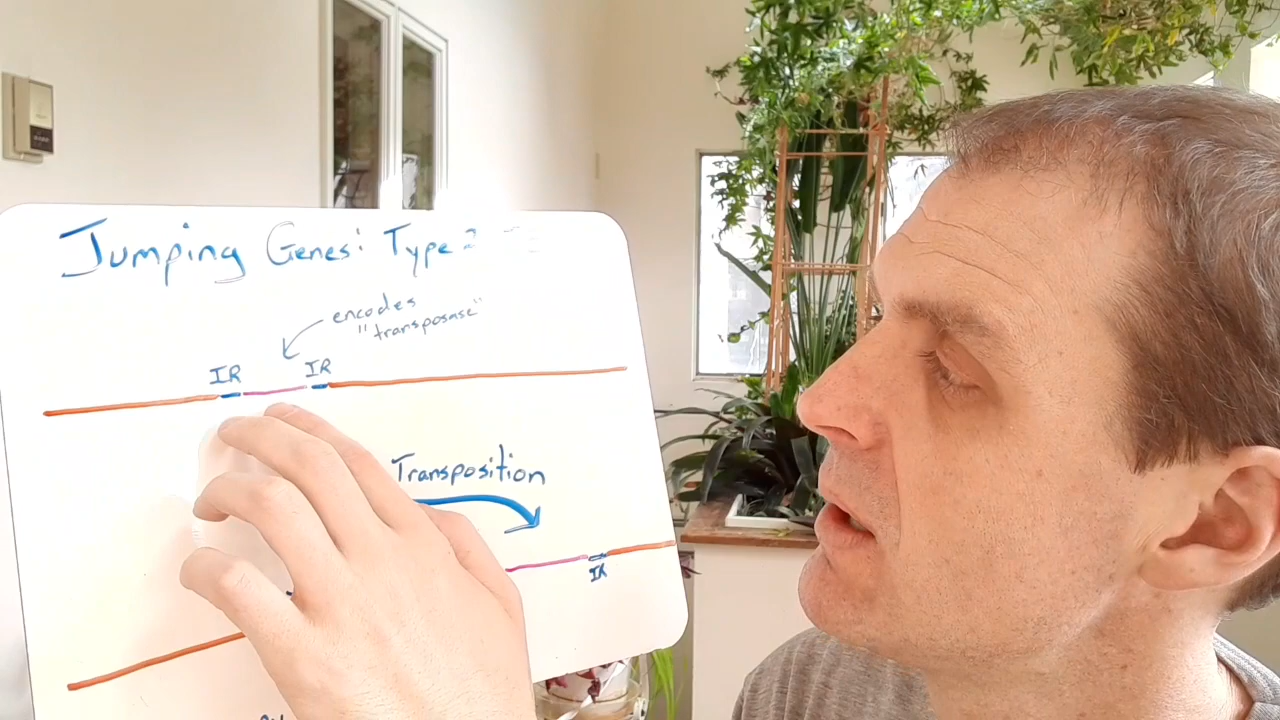 Jumping Genes: Type 2
encodes
"transposase"
IR IR
Transposition
IR